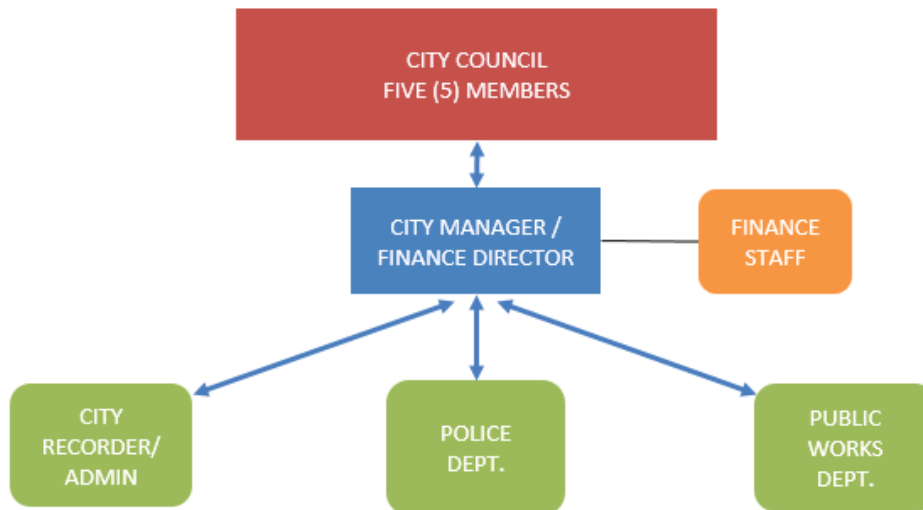 CITY COUNCIL
FIVE (5) MEMBERS
CITY MANAGER /
FINANCE DIRECTOR
FINANCE
STAFF
CITY
RECORDER/
ADMIN
POLICE
DEPT.
PUBLIC
WORKS
DEPT.